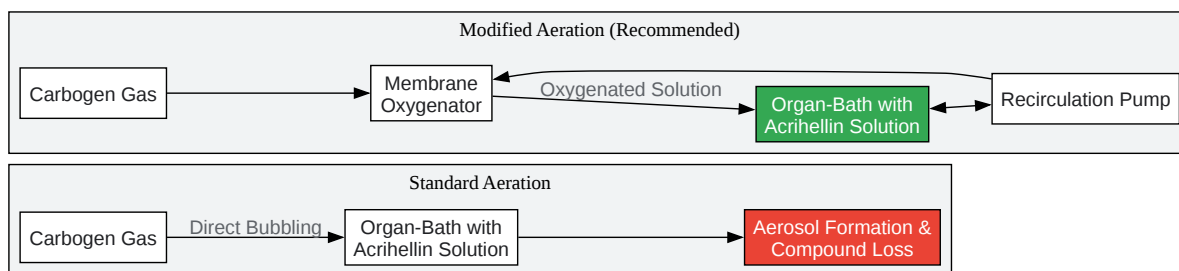 Modified Aeration (Recommended)
Carbogen Gas
Membrane
Oxygenator
Oxygenated Solution
Organ-Bath with
Acrihellin Solution
Recirculation Pump
Standard Aeration
Carbogen Gas
Direct Bubbling
Organ-Bath with
Acrihellin Solution
Aerosol Formation &
Compound Loss